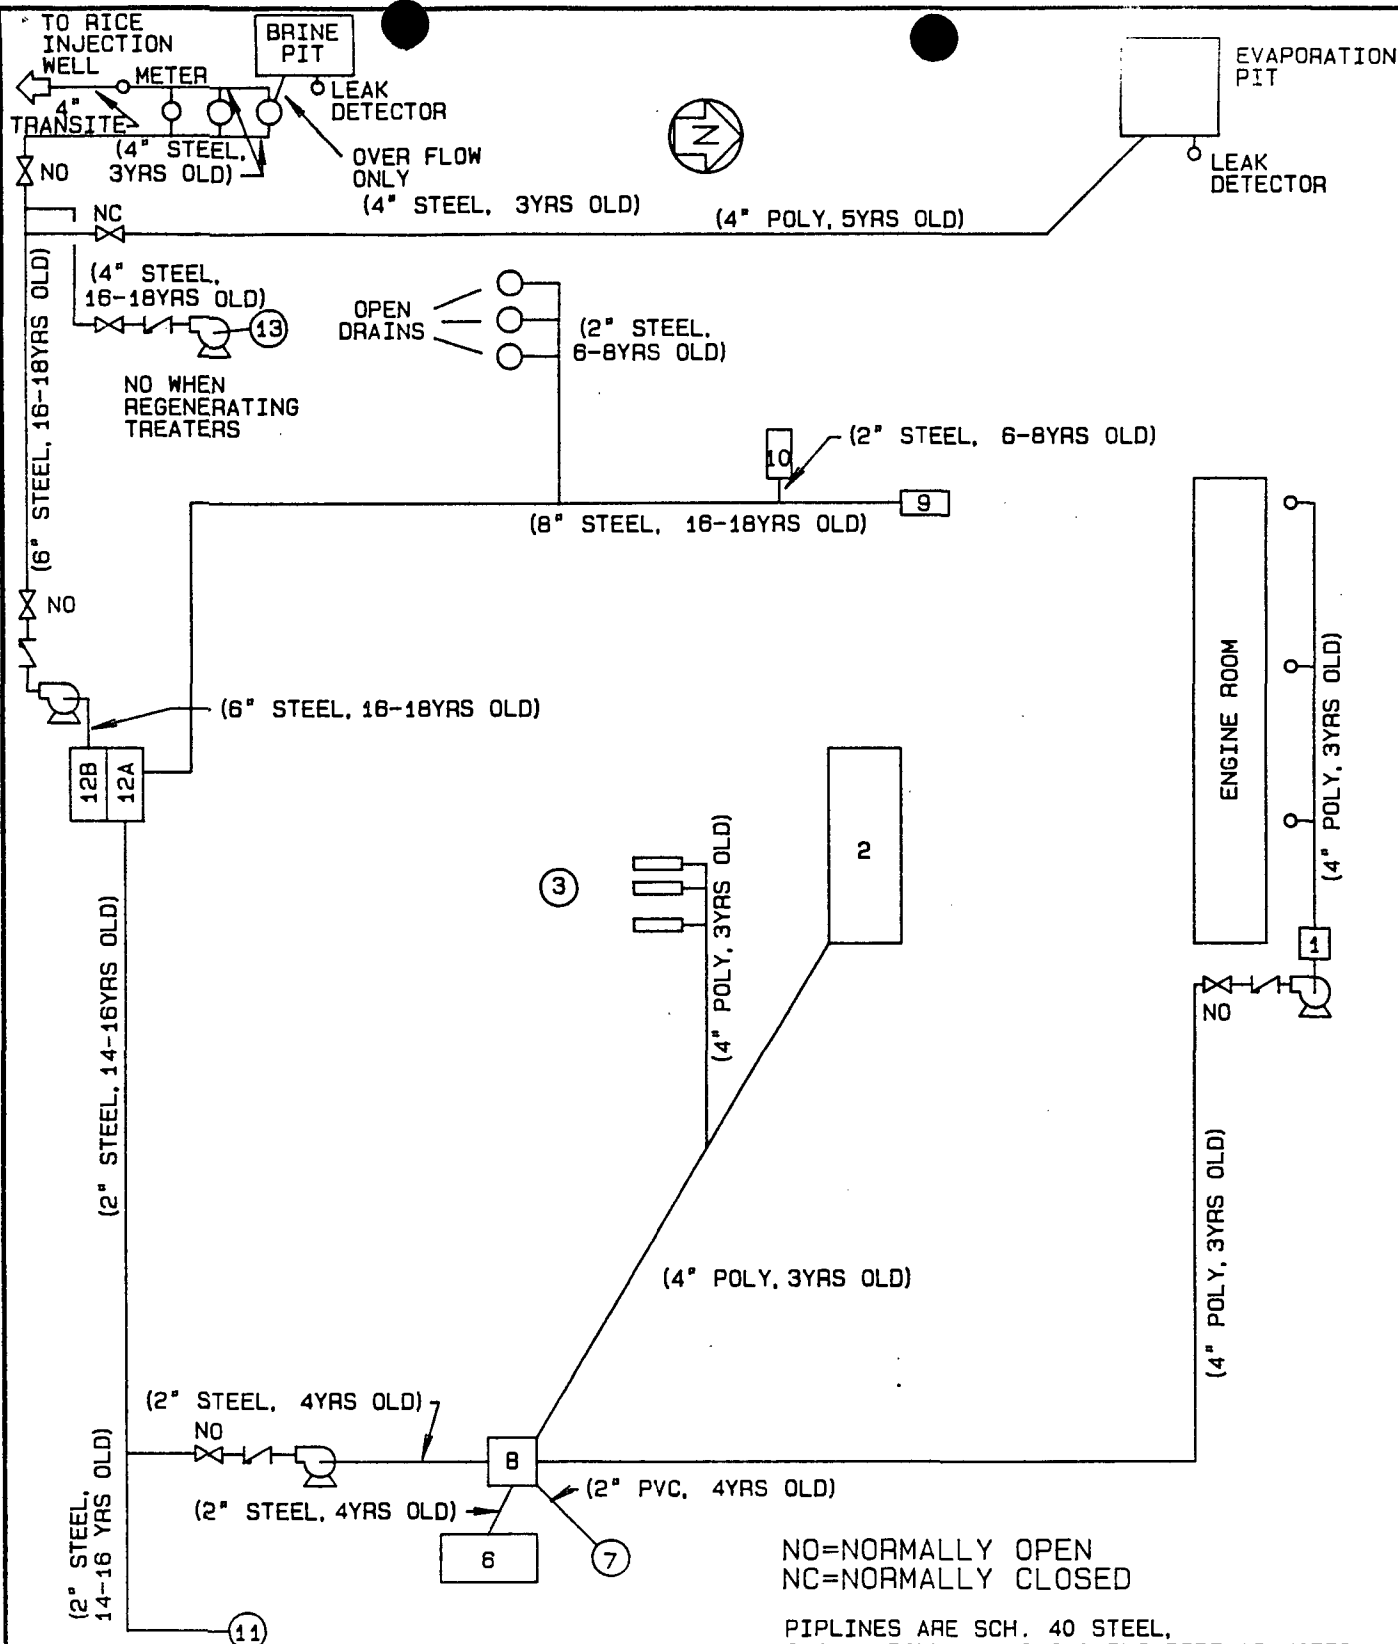 TO RICE
INJECTION
WELL
BRINE
PIT
METER
LEAK
DETECTOR
4"
TRANSITE
(4" STEEL,
3YRS OLD)
OVER FLOW
ONLY
(4" STEEL, 3YRS OLD)
N
EVAPORATION
PIT
LEAK
DETECTOR
NO
NC
(4" POLY, 5YRS OLD)
(4" STEEL,
16-18YRS OLD)
13
NO WHEN
REGENERATING
TREATERS
OPEN
DRAINS
(2" STEEL,
6-8YRS OLD)
(6" STEEL, 16-18YRS OLD)
10
(2" STEEL, 6-8YRS OLD)
9
(8" STEEL, 16-18YRS OLD)
NO
(6" STEEL, 16-18YRS OLD)
12B
12A
ENGINE ROOM
(4" POLY, 3YRS OLD)
1
NO
2
3
(4" POLY, 3YRS OLD)
(2" STEEL, 14-16YRS OLD)
(4" POLY, 3YRS OLD)
(4" POLY, 3YRS OLD)
(2" STEEL, 4YRS OLD)
NO
8
(2" PVC, 4YRS OLD)
(2" STEEL, 4YRS OLD)
6
7
(2" STEEL,
14-16 YRS OLD)
11
NO=NORMALLY OPEN
NC=NORMALLY CLOSED
PIPLINES ARE SCH. 40 STEEL,